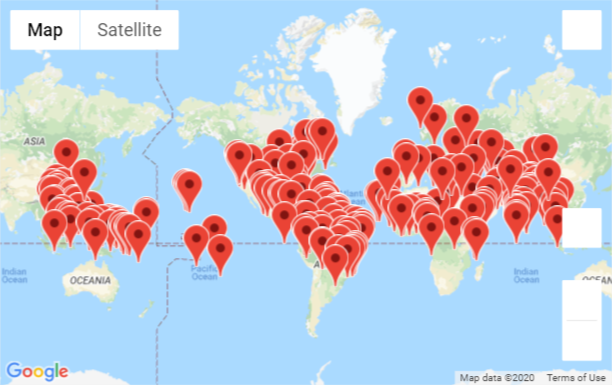 Map
Satellite
ASIA
OCEANIA
Indian
Ocean
Pacific
Ocean
Indian
Ocean
Google
Map data ©2020
Terms of Use